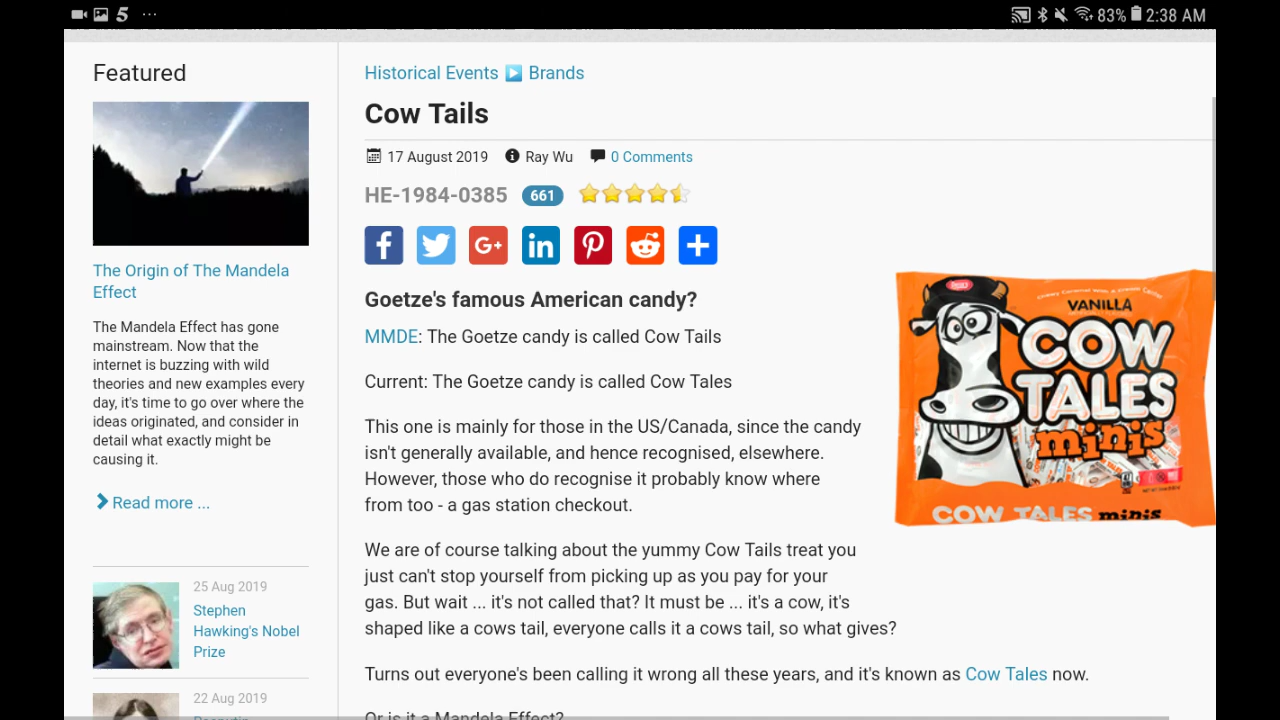 5 ... 83% 2:38 AM
Featured
The Origin of The Mandela
Effect
The Mandela Effect has gone
mainstream. Now that the
internet is buzzing with wild
theories and new examples every
day, it's time to go over where the
ideas originated, and consider in
detail what exactly might be
causing it.
Read more ...
25 Aug 2019
Stephen
Hawking's Nobel
Prize
22 Aug 2019
Historical Events ▶ Brands
Cow Tails
17 August 2019 Ray Wu 0 Comments
HE-1984-0385 661
Goetze's famous American candy?
MMDE: The Goetze candy is called Cow Tails
Current: The Goetze candy is called Cow Tales
This one is mainly for those in the US/Canada, since the candy
isn't generally available, and hence recognised, elsewhere.
However, those who do recognise it probably know where
from too - a gas station checkout.
We are of course talking about the yummy Cow Tails treat you
just can't stop yourself from picking up as you pay for your
gas. But wait ... it's not called that? It must be ... it's a cow, it's
shaped like a cows tail, everyone calls it a cows tail, so what gives?
Turns out everyone's been calling it wrong all these years, and it's known as Cow Tales now.
Or is it a Mandela Effect?
VANILLA
COW
TALES
minis
COW TALES minis